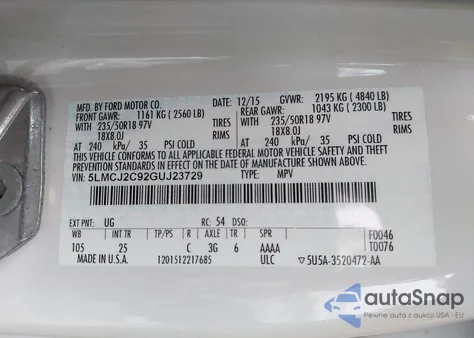 MFD. BY FORD MOTOR CO.
DATE: 12/15 GVWR: 2195 KG ( 4840 LB)
FRONT GAWR: 1161 KG ( 2560 LB) REAR GAWR: 1043 KG ( 2300 LB)
WITH 235/50R18 97V WITH 235/50R18 97V
18X8.0J 18X8.0J
AT 240 kPa/ 35 PSI COLD AT 240 kPa/ 35 PSI COLD
THIS VEHICLE CONFORMS TO ALL APPLICABLE FEDERAL MOTOR VEHICLE SAFETY, BUMPER, AND THEFT PREVENTION STANDARDS IN EFFECT ON THE DATE OF MANUFACTURE SHOWN ABOVE.
VIN: 5LMCJ2C92GUJ23729 TYPE: MPV
EXT PNT: UG RC: 54 DSO:
WB TP/PS R AXLE TR SPR F0046
105 25 C 3G 6 AAAA T0076
MADE IN U.S.A. 1201512217685 ULC ▽5U5A-3520472-AA
autaSnap
Pewne auta z USA i EU